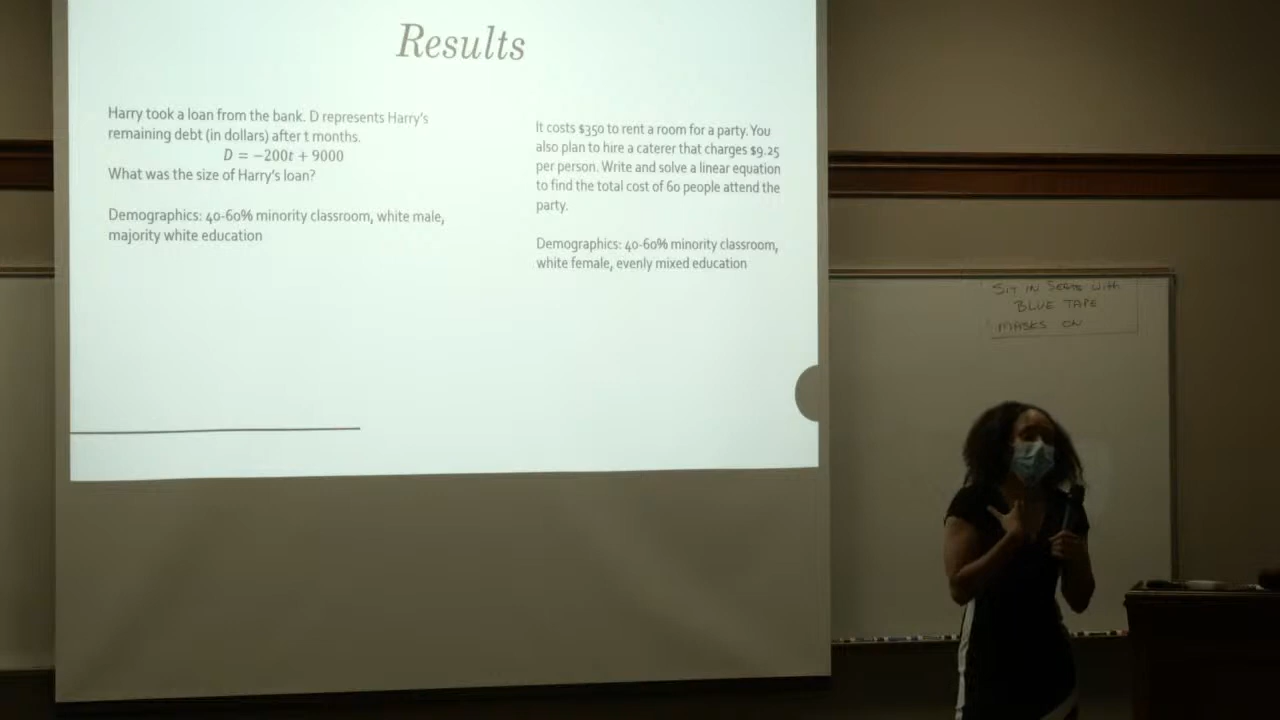 Results
Harry took a loan from the bank. D represents Harry's
remaining debt (in dollars) after t months.
D = −200t + 9000
What was the size of Harry's loan?
Demographics: 40-60% minority classroom, white male,
majority white education
It costs $350 to rent a room for a party. You
also plan to hire a caterer that charges $9.25
per person. Write and solve a linear equation
to find the total cost of 60 people attend the
party.
Demographics: 40-60% minority classroom,
white female, evenly mixed education
SIT IN SEATS WITH
BLUE TAPE
MASKS ON